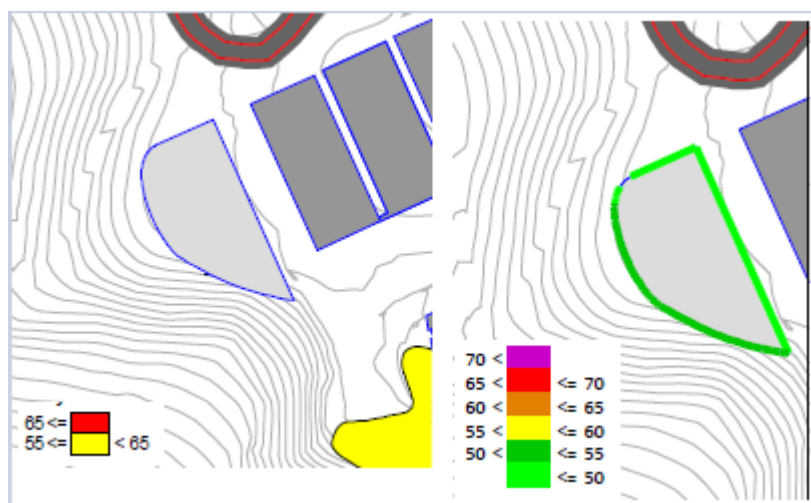 65 <=
55 <= < 65
70 <
65 < <= 70
60 < <= 65
55 < <= 60
50 < <= 55
<= 50